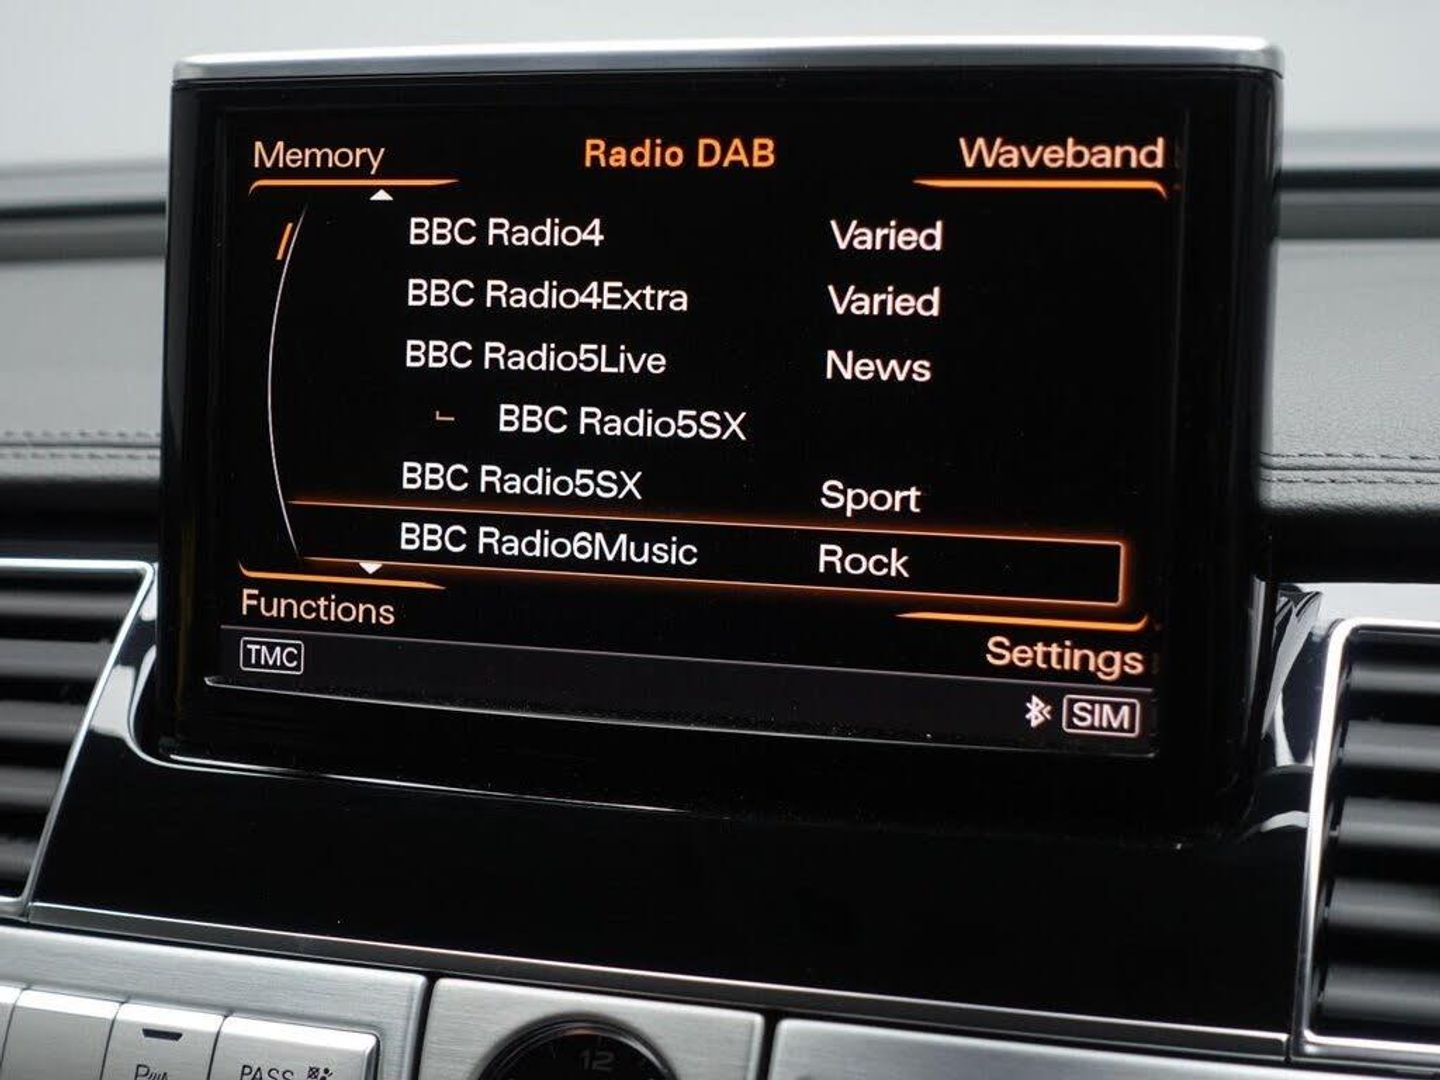 Memory Radio DAB Waveband
BBC Radio4 Varied
BBC Radio4Extra Varied
BBC Radio5Live News
BBC Radio5SX
BBC Radio5SX Sport
BBC Radio6Music Rock
Functions
Settings
TMC
SIM
12
P
PASS